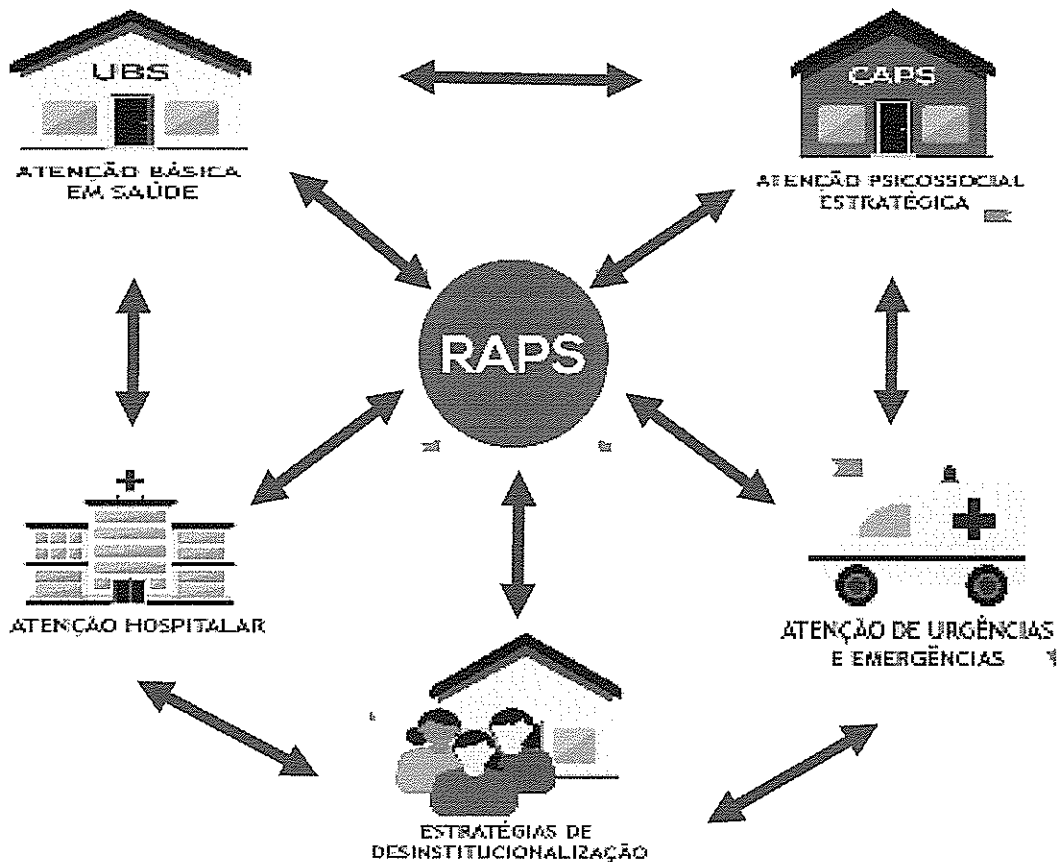 UBS
ATENÇÃO BÁSICA
EM SAÚDE
CAPS
ATENÇÃO PSICOSSOCIAL
ESTRATÉGICA
RAPS
ATENÇÃO HOSPITALAR
ATENÇÃO DE URGÊNCIAS
E EMERGÊNCIAS
ESTRATÉGIAS DE
DESINSTITUCIONALIZAÇÃO